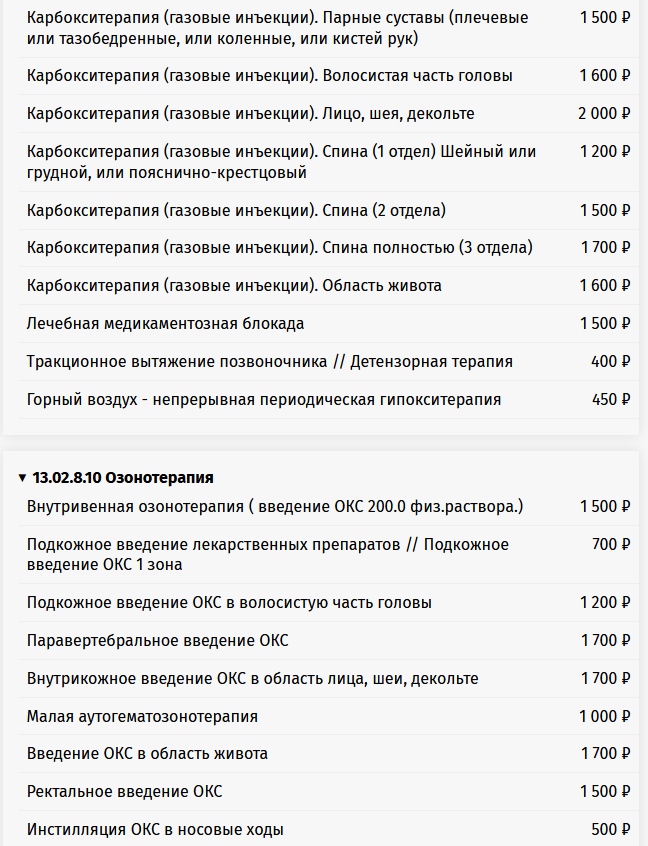 Карбокситерапия (газовые инъекции). Парные суставы (плечевые 1 500 ₽
или тазобедренные, или коленные, или кистей рук)
Карбокситерапия (газовые инъекции). Волосистая часть головы 1 600 ₽
Карбокситерапия (газовые инъекции). Лицо, шея, декольте 2 000 ₽
Карбокситерапия (газовые инъекции). Спина (1 отдел) Шейный или 1 200 ₽
грудной, или пояснично-крестцовый
Карбокситерапия (газовые инъекции). Спина (2 отдела) 1 500 ₽
Карбокситерапия (газовые инъекции). Спина полностью (3 отдела) 1 700 ₽
Карбокситерапия (газовые инъекции). Область живота 1 600 ₽
Лечебная медикаментозная блокада 1 500 ₽
Тракционное вытяжение позвоночника // Детензорная терапия 400 ₽
Горный воздух - непрерывная периодическая гипокситерапия 450 ₽
▼ 13.02.8.10 Озонотерапия
Внутривенная озонотерапия ( введение ОКС 200.0 физ.раствора.) 1 500 ₽
Подкожное введение лекарственных препаратов // Подкожное 700 ₽
введение ОКС 1 зона
Подкожное введение ОКС в волосистую часть головы 1 200 ₽
Паравертебральное введение ОКС 1 700 ₽
Внутрикожное введение ОКС в область лица, шеи, декольте 1 700 ₽
Малая аутогематозонотерапия 1 000 ₽
Введение ОКС в область живота 1 700 ₽
Ректальное введение ОКС 1 500 ₽
Инстилляция ОКС в носовые ходы 500 ₽